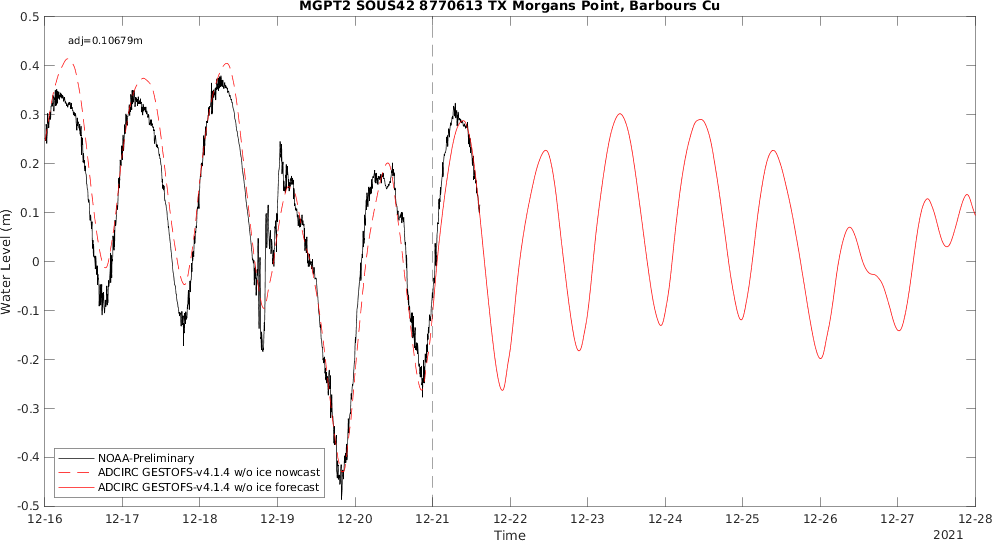 MGPT2 SOUS42 8770613 TX Morgans Point, Barbours Cu
adj=0.10679m
0.5
0.4
0.3
0.2
0.1
0
-0.1
-0.2
-0.3
-0.4
-0.5
Water Level (m)
NOAA-Preliminary
ADCIRC GESTOFS-v4.1.4 w/o ice nowcast
ADCIRC GESTOFS-v4.1.4 w/o ice forecast
12-16 12-17 12-18 12-19 12-20 12-21 12-22 12-23 12-24 12-25 12-26 12-27 12-28
Time
2021